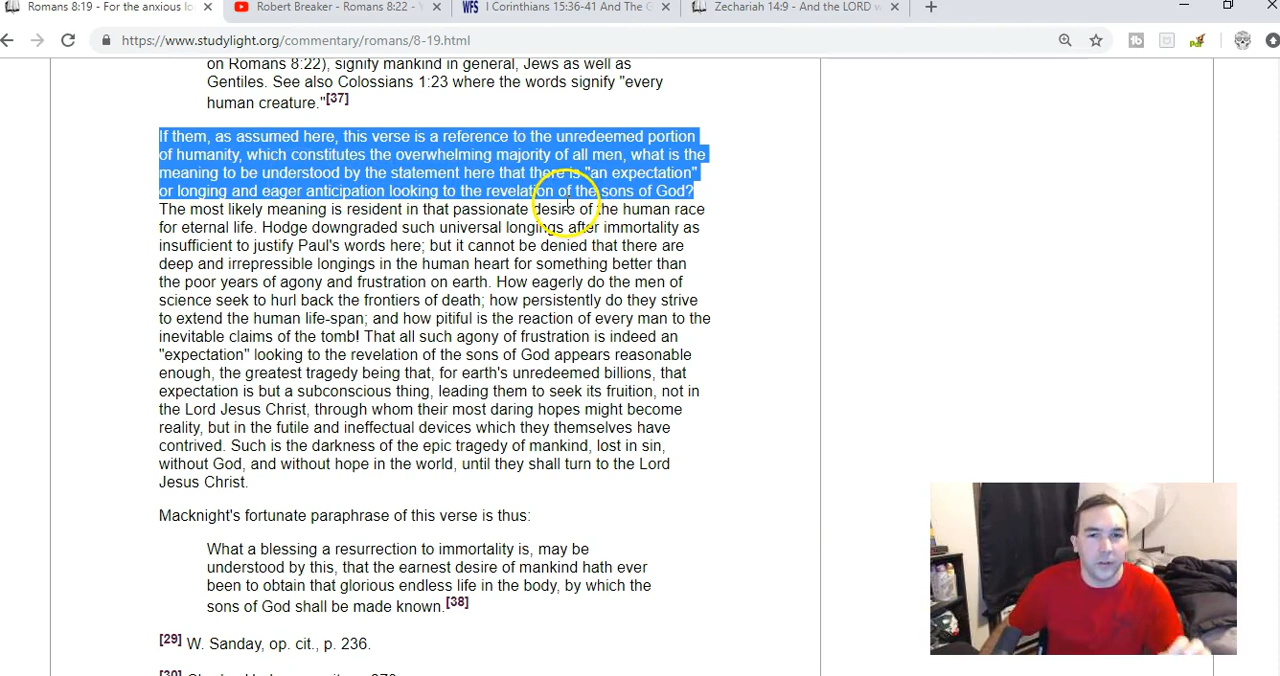 Romans 8:19 - For the anxious lo
Robert Breaker - Romans 8:22 - Y
WFS I Corinthians 15:36-41 And The G
Zechariah 14:9 - And the LORD w
https://www.studylight.org/commentary/romans/8-19.html
on Romans 8:22), signify mankind in general, Jews as well as
Gentiles. See also Colossians 1:23 where the words signify "every
human creature."[37]
If them, as assumed here, this verse is a reference to the unredeemed portion
of humanity, which constitutes the overwhelming majority of all men, what is the
meaning to be understood by the statement here that there is "an expectation"
or longing and eager anticipation looking to the revelation of the sons of God?
The most likely meaning is resident in that passionate desire of the human race
for eternal life. Hodge downgraded such universal longings after immortality as
insufficient to justify Paul's words here; but it cannot be denied that there are
deep and irrepressible longings in the human heart for something better than
the poor years of agony and frustration on earth. How eagerly do the men of
science seek to hurl back the frontiers of death; how persistently do they strive
to extend the human life-span; and how pitiful is the reaction of every man to the
inevitable claims of the tomb! That all such agony of frustration is indeed an
"expectation" looking to the revelation of the sons of God appears reasonable
enough, the greatest tragedy being that, for earth's unredeemed billions, that
expectation is but a subconscious thing, leading them to seek its fruition, not in
the Lord Jesus Christ, through whom their most daring hopes might become
reality, but in the futile and ineffectual devices which they themselves have
contrived. Such is the darkness of the epic tragedy of mankind, lost in sin,
without God, and without hope in the world, until they shall turn to the Lord
Jesus Christ.
Macknight's fortunate paraphrase of this verse is thus:
What a blessing a resurrection to immortality is, may be
understood by this, that the earnest desire of mankind hath ever
been to obtain that glorious endless life in the body, by which the
sons of God shall be made known.[38]
[29] W. Sanday, op. cit., p. 236.